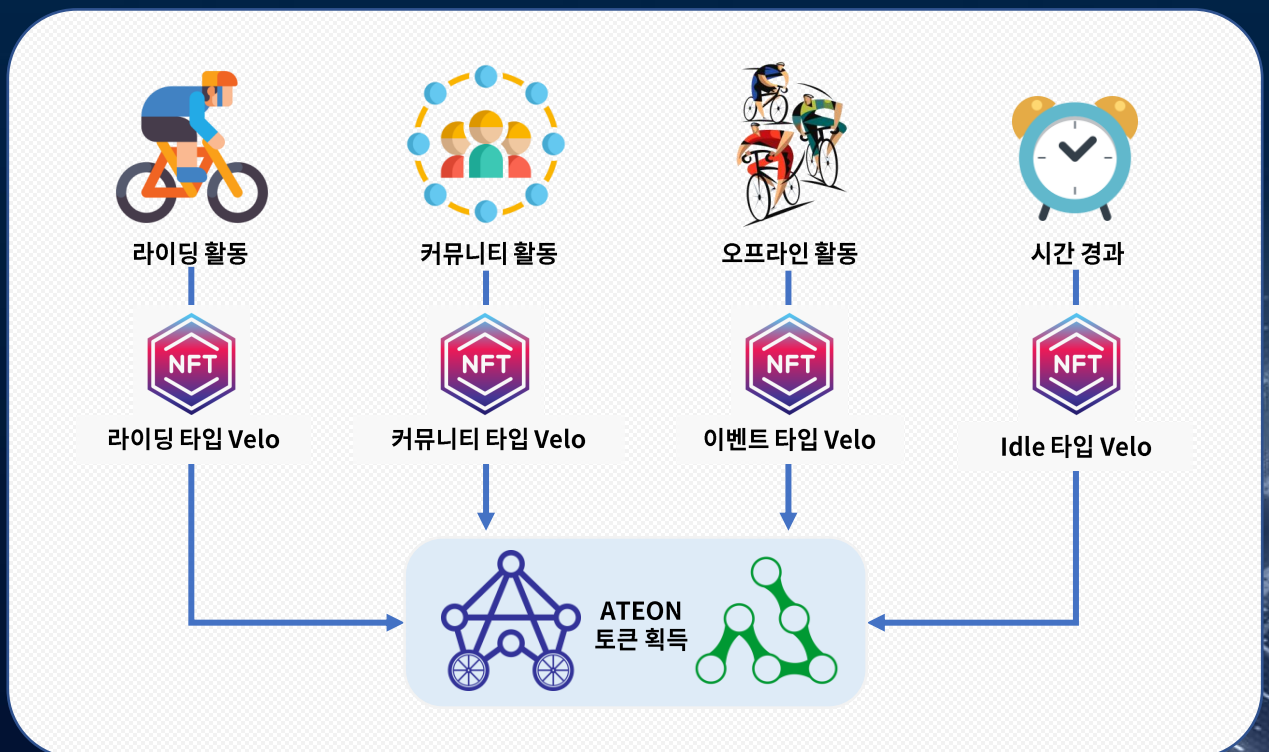 라이딩 활동
커뮤니티 활동
오프라인 활동
시간 경과
NFT
NFT
NFT
NFT
라이딩 타입 Velo
커뮤니티 타입 Velo
이벤트 타입 Velo
Idle 타입 Velo
ATEON
토큰 획득